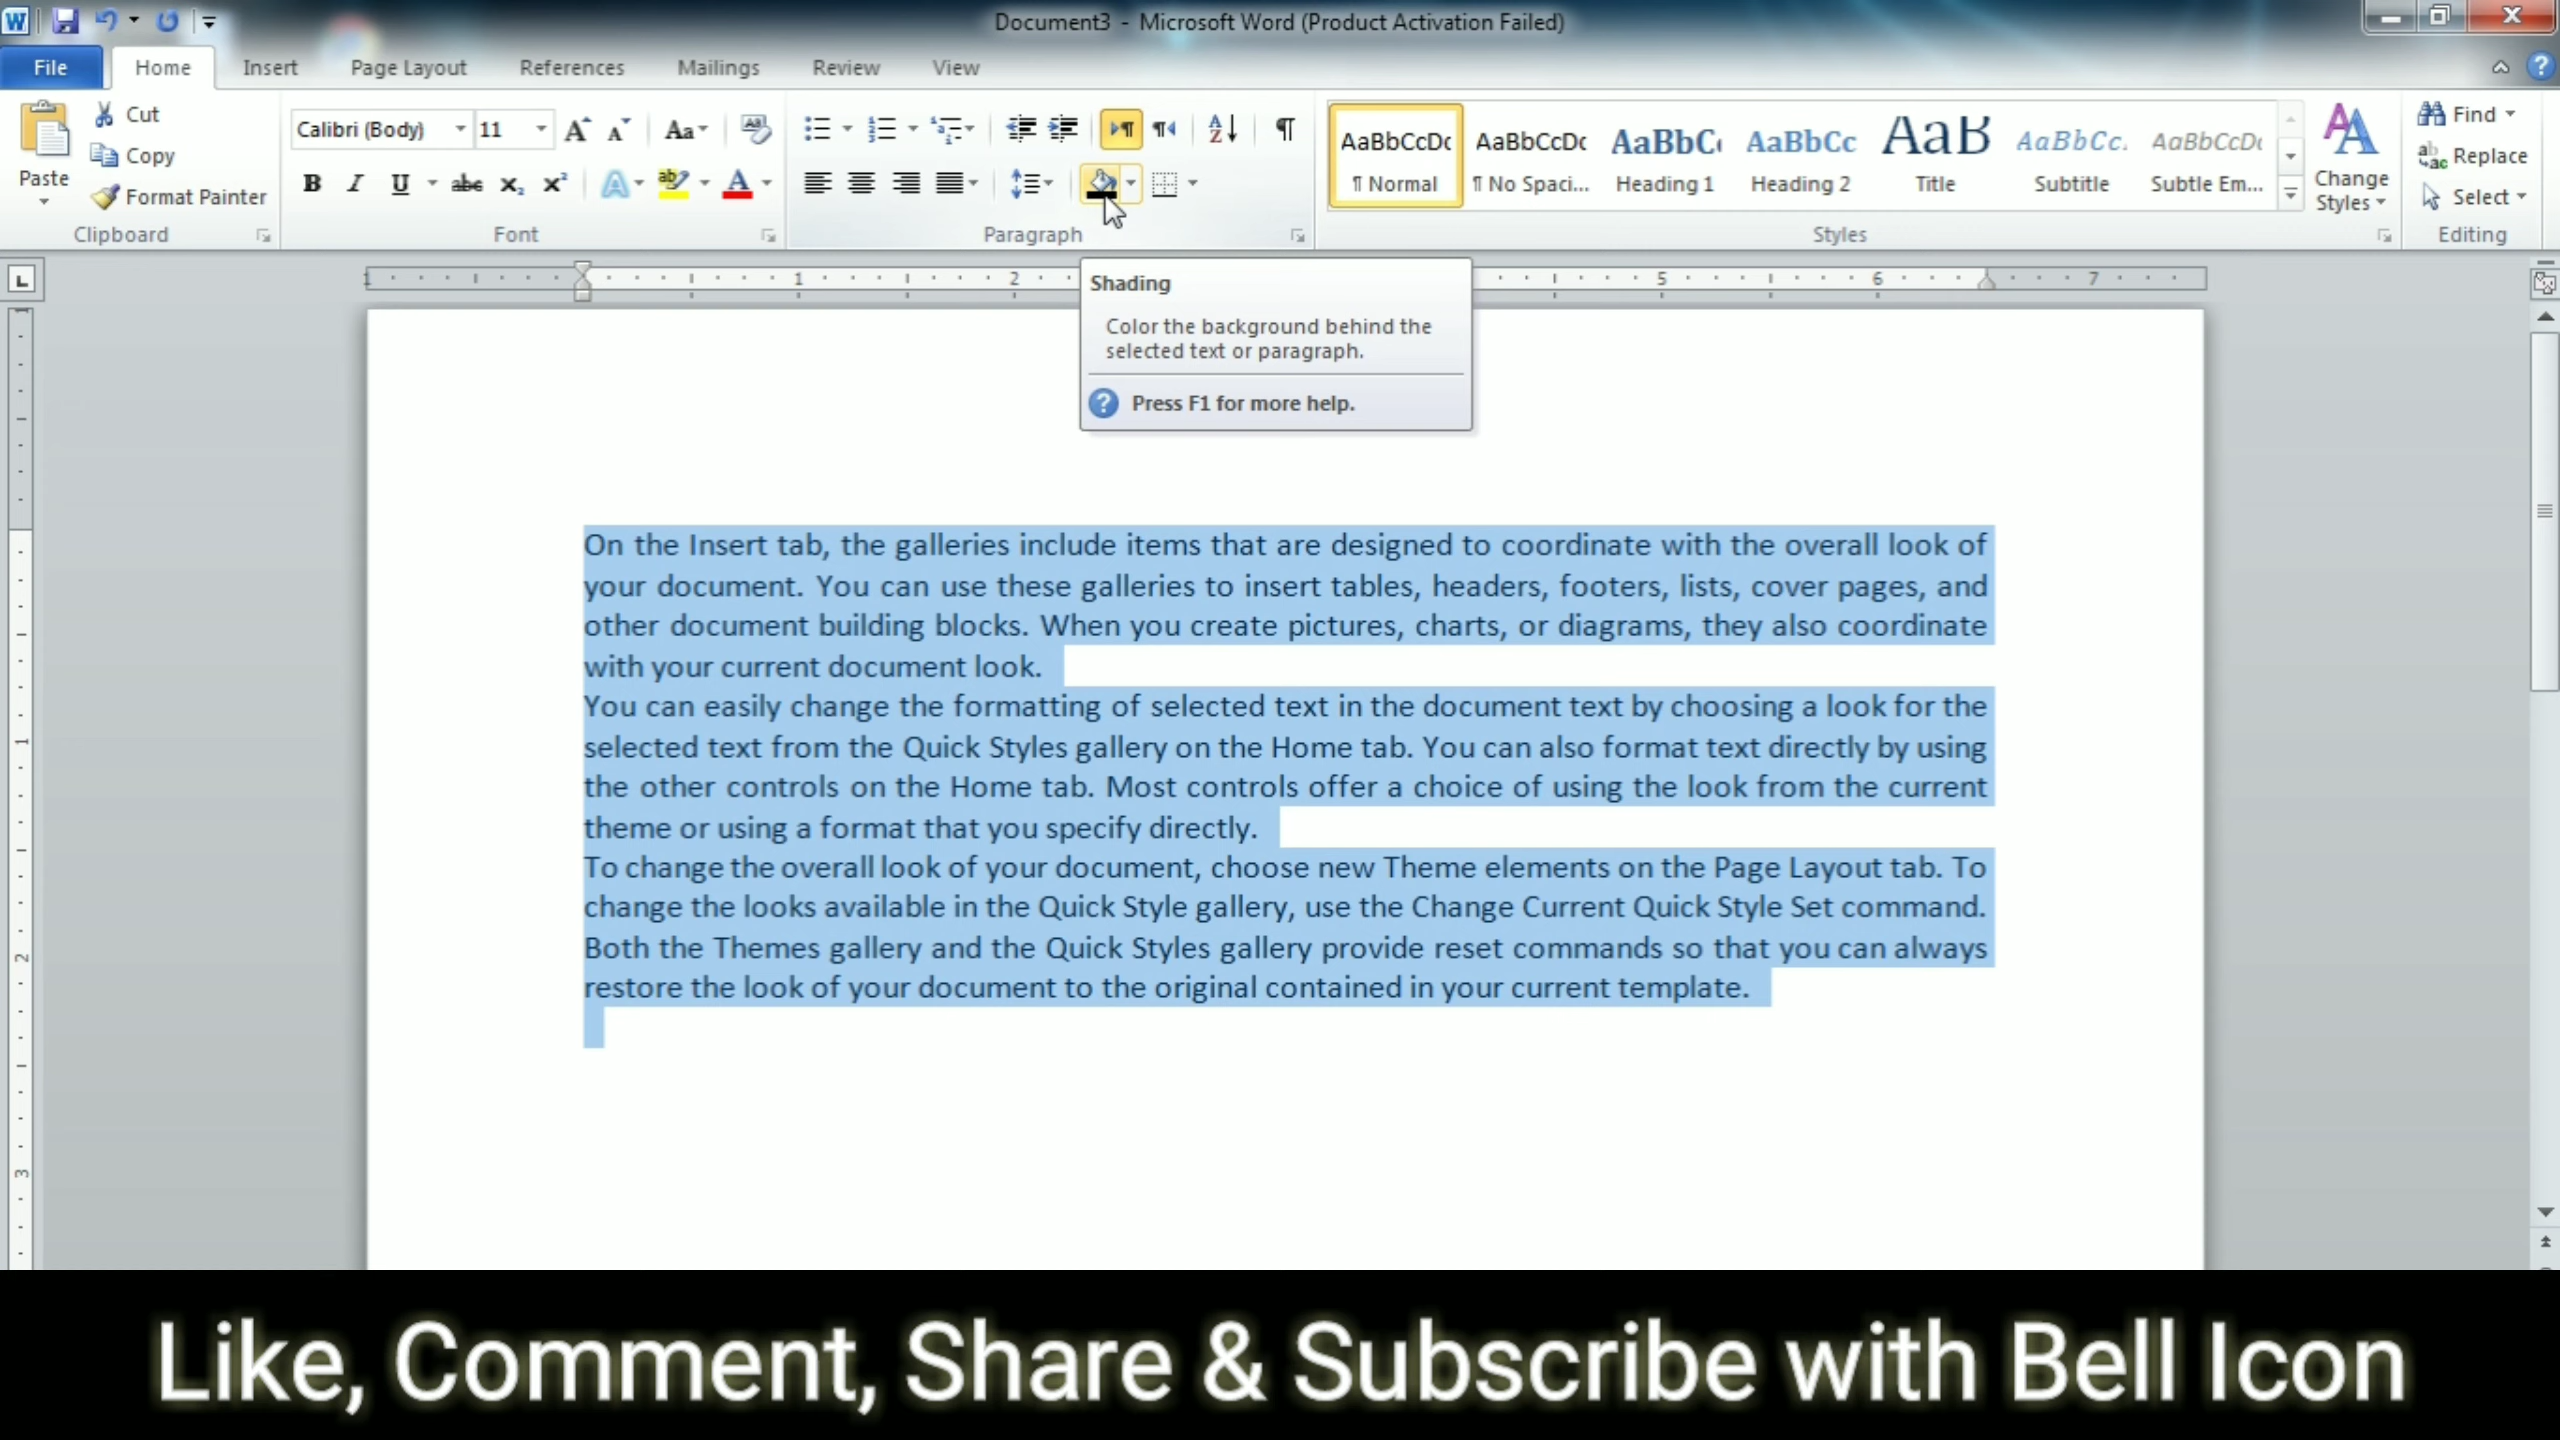 Document3 - Microsoft Word (Product Activation Failed)
File Home Insert Page Layout References Mailings Review View
Paste
Cut
Copy
Format Painter
Clipboard
Calibri (Body) 11
Font
Paragraph
AaBbCcDc AaBbCcDc AaBbC AaBbCc AaB AaBbCc. AaBbCcDc
¶ Normal ¶ No Spaci... Heading 1 Heading 2 Title Subtitle Subtle Em...
Styles
Change
Styles
Find
Replace
Select
Editing
1 1 2 5 6 7
Shading
Color the background behind the
selected text or paragraph.
Press F1 for more help.
On the Insert tab, the galleries include items that are designed to coordinate with the overall look of
your document. You can use these galleries to insert tables, headers, footers, lists, cover pages, and
other document building blocks. When you create pictures, charts, or diagrams, they also coordinate
with your current document look.
You can easily change the formatting of selected text in the document text by choosing a look for the
selected text from the Quick Styles gallery on the Home tab. You can also format text directly by using
the other controls on the Home tab. Most controls offer a choice of using the look from the current
theme or using a format that you specify directly.
To change the overall look of your document, choose new Theme elements on the Page Layout tab. To
change the looks available in the Quick Style gallery, use the Change Current Quick Style Set command.
Both the Themes gallery and the Quick Styles gallery provide reset commands so that you can always
restore the look of your document to the original contained in your current template.
1
2
3
Like, Comment, Share & Subscribe with Bell Icon